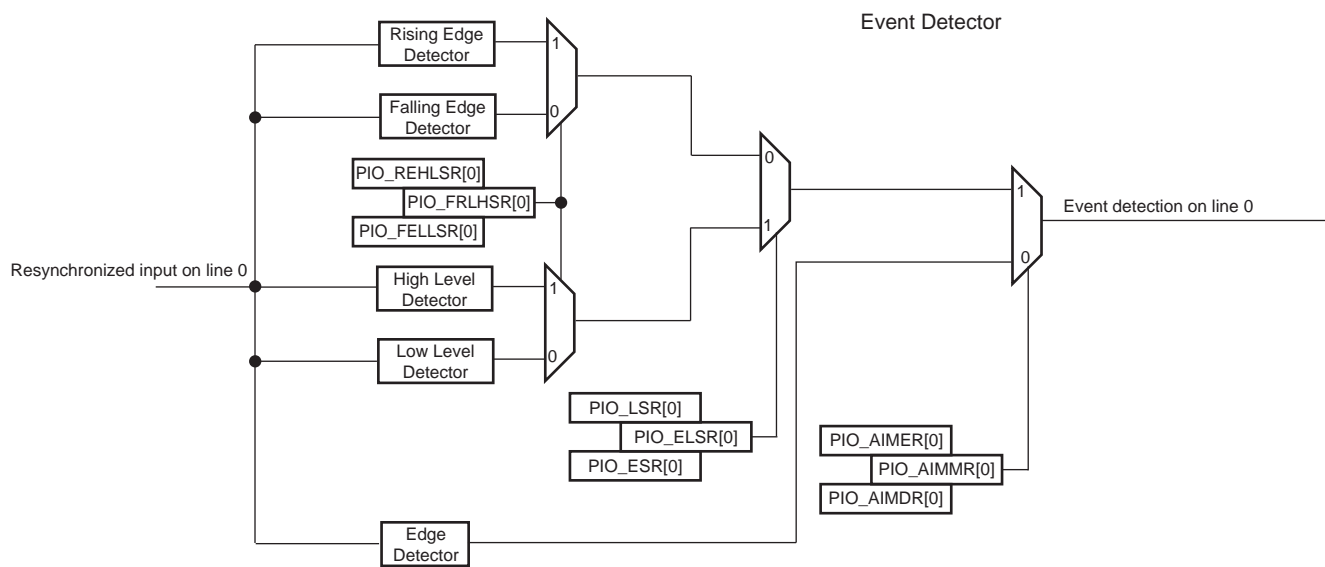 Event Detector
Rising Edge
Detector
1
Falling Edge
Detector
0
PIO_REHLSR[0]
PIO_FRLHSR[0]
PIO_FELLSR[0]
0
1
1
Event detection on line 0
0
Resynchronized input on line 0
High Level
Detector
1
Low Level
Detector
0
PIO_LSR[0]
PIO_ELSR[0]
PIO_ESR[0]
PIO_AIMER[0]
PIO_AIMMR[0]
PIO_AIMDR[0]
Edge
Detector